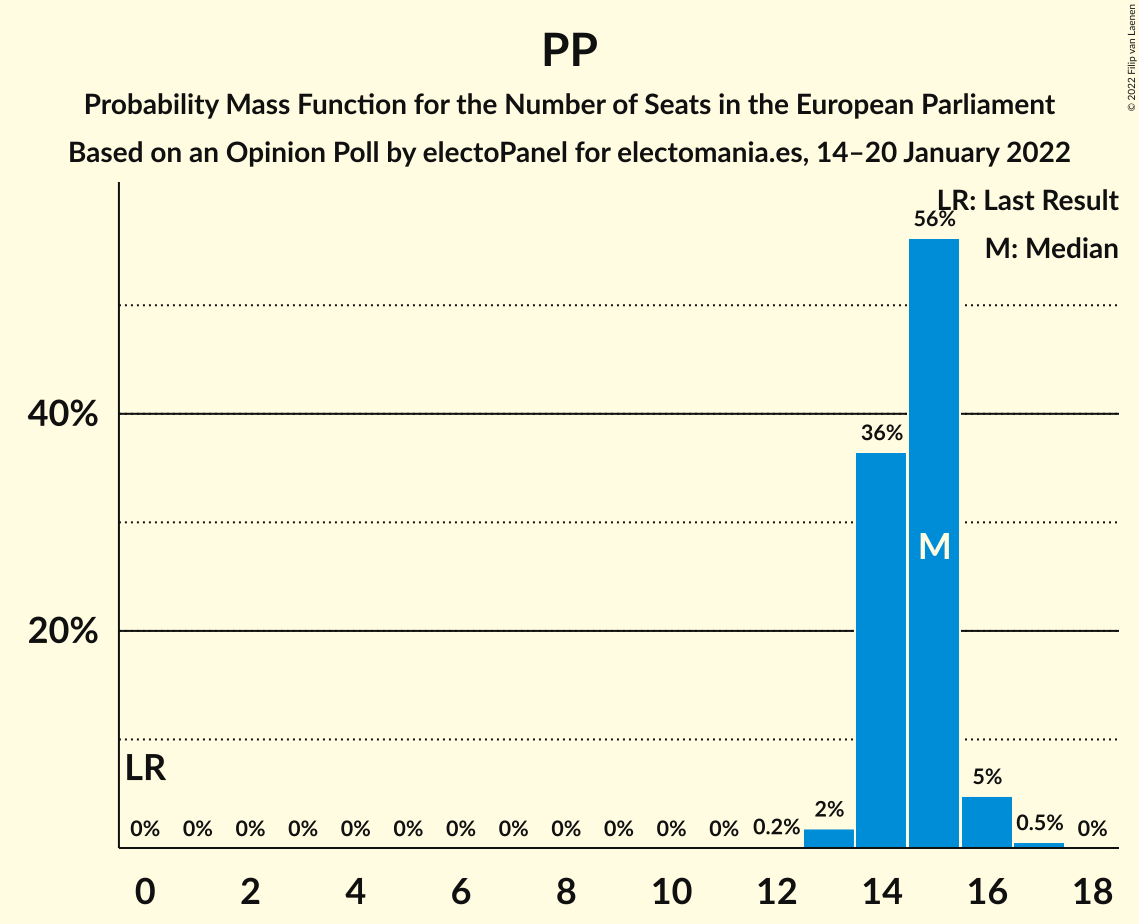 PP
Probability Mass Function for the Number of Seats in the European Parliament
Based on an Opinion Poll by electoPanel for electomania.es, 14–20 January 2022
© 2022 Filip van Laenen
LR: Last Result
M: Median
56%
40%
36%
M
20%
LR
0% 0% 0% 0% 0% 0% 0% 0% 0% 0% 0% 0% 0.2% 2% 5% 0.5% 0%
0 2 4 6 8 10 12 14 16 18